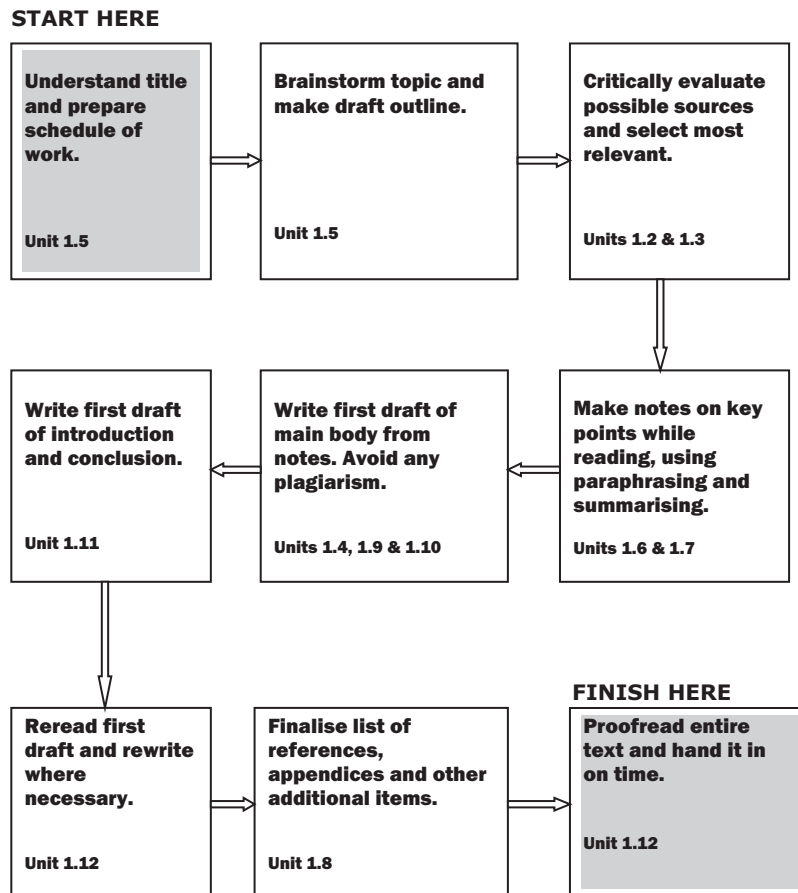 START HERE
Understand title
and prepare
schedule of
work.
Unit 1.5
Brainstorm topic and
make draft outline.
Unit 1.5
Critically evaluate
possible sources
and select most
relevant.
Units 1.2 & 1.3
Make notes on key
points while
reading, using
paraphrasing and
summarising.
Units 1.6 & 1.7
Write first draft of
main body from
notes. Avoid any
plagiarism.
Units 1.4, 1.9 & 1.10
Write first draft
of introduction
and conclusion.
Unit 1.11
Reread first
draft and rewrite
where
necessary.
Unit 1.12
Finalise list of
references,
appendices and other
additional items.
Unit 1.8
FINISH HERE
Proofread entire
text and hand it in
on time.
Unit 1.12